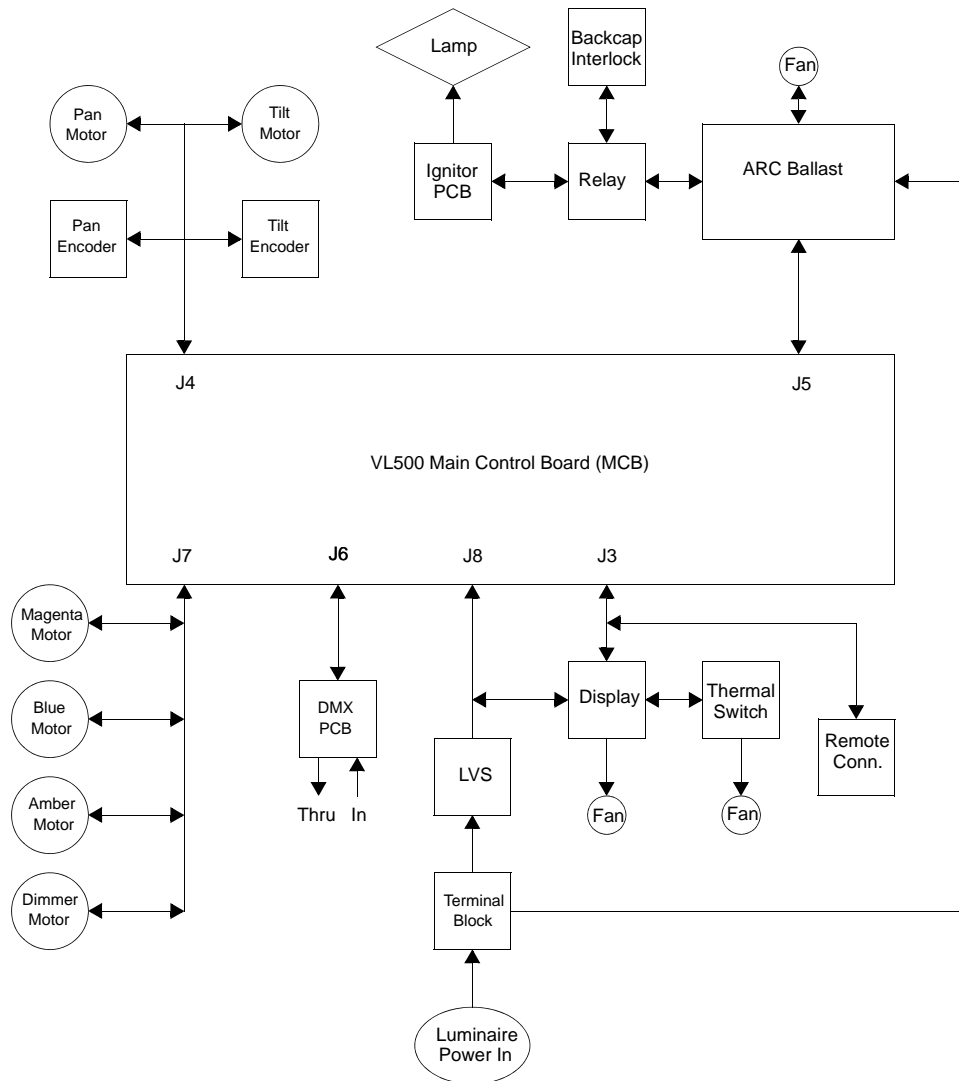 Lamp
Backcap
Interlock
Fan
Pan
Motor
Tilt
Motor
Ignitor
PCB
Relay
ARC Ballast
Pan
Encoder
Tilt
Encoder
J4
J5
VL500 Main Control Board (MCB)
J7
J6
J8
J3
Magenta
Motor
Blue
Motor
DMX
PCB
Display
Thermal
Switch
Remote
Conn.
LVS
Thru
In
Fan
Fan
Amber
Motor
Dimmer
Motor
Terminal
Block
Luminaire
Power In